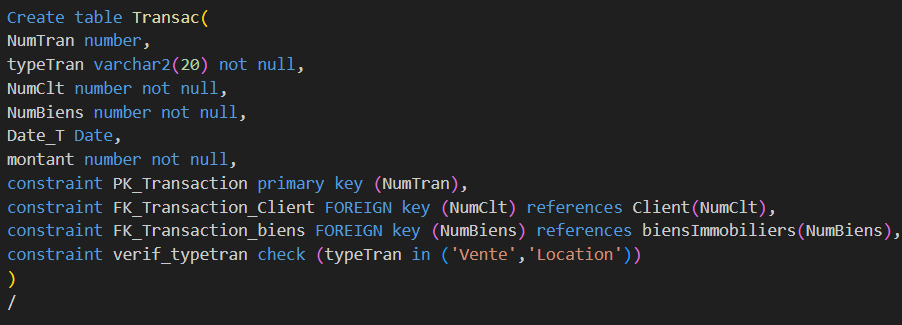 Create table Transac(
NumTran number,
typeTran varchar2(20) not null,
NumClt number not null,
NumBiens number not null,
Date_T Date,
montant number not null,
constraint PK_Transaction primary key (NumTran),
constraint FK_Transaction_Client FOREIGN key (NumClt) references Client(NumClt),
constraint FK_Transaction_biens FOREIGN key (NumBiens) references biensImmobiliers(NumBiens),
constraint verif_typetran check (typeTran in ('Vente','Location'))
)
/